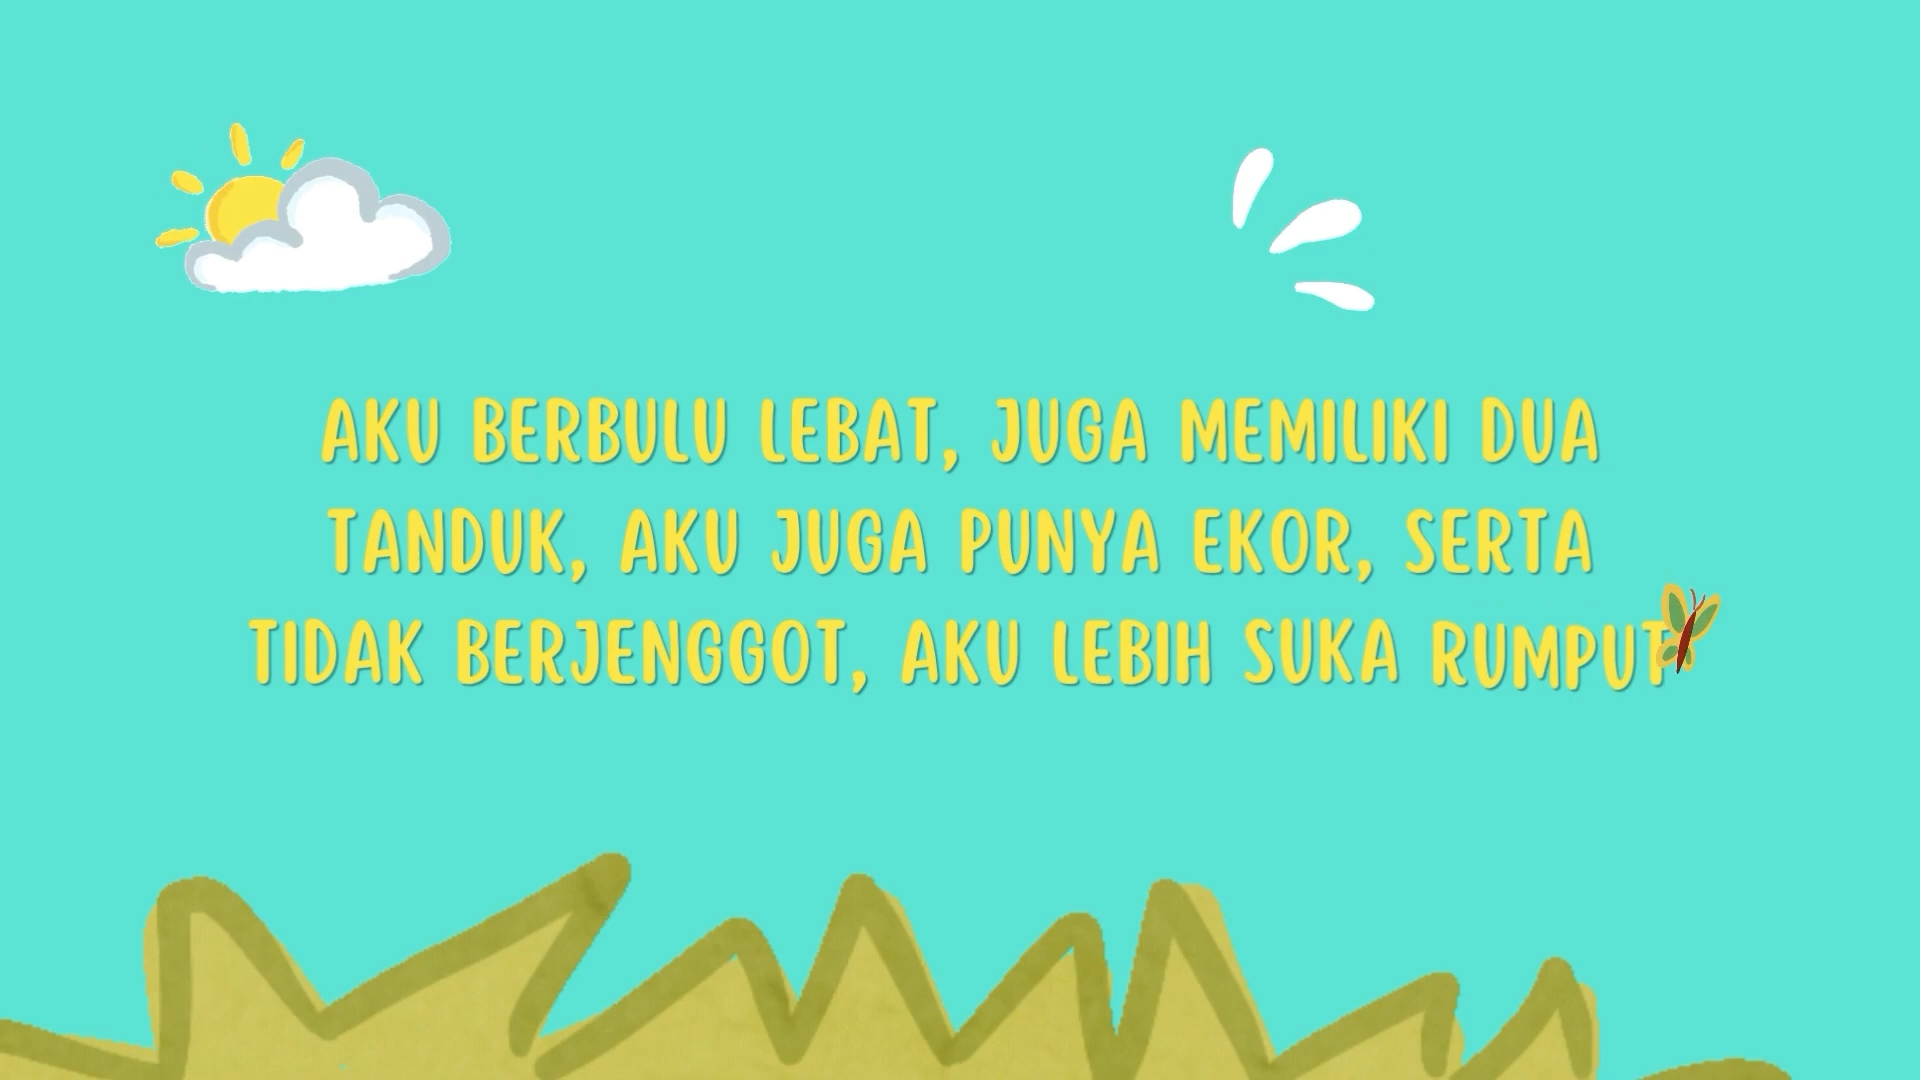 AKU BERBULU LEBAT, JUGA MEMILIKI DUA
TANDUK, AKU JUGA PUNYA EKOR, SERTA
TIDAK BERJENGGOT, AKU LEBIH SUKA RUMPUT